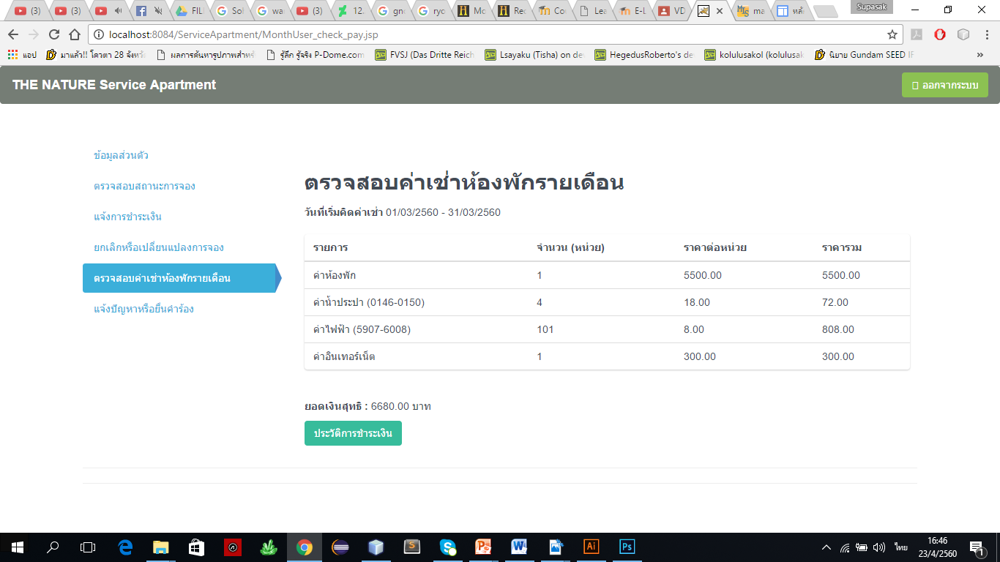 (3) (3) FIL Sof wa (3) 12. gno ryo Mo Rec Co Lea E-L VD ma หลั
Supasak
localhost:8084/ServiceApartment/MonthUser_check_pay.jsp
แอป มาแล้ว!! โควตา 28 จังหวั ผลการค้นหารูปภาพสำหรั รู้ลึก รู้จริง P-Dome.com FVSJ (Das Dritte Reich Lsayaku (Tisha) on de HegedusRoberto's de kolulusakol (kolulusak นิยาย Gundam SEED IF »
THE NATURE Service Apartment
ออกจากระบบ
ข้อมูลส่วนตัว
ตรวจสอบสถานะการจอง
แจ้งการชำระเงิน
ยกเลิกหรือเปลี่ยนแปลงการจอง
ตรวจสอบค่าเช่าห้องพักรายเดือน
แจ้งปัญหาหรือยื่นคำร้อง
ตรวจสอบค่าเช่าห้องพักรายเดือน
วันที่เริ่มคิดค่าเช่า 01/03/2560 - 31/03/2560
รายการ จำนวน (หน่วย) ราคาต่อหน่วย ราคารวม
ค่าห้องพัก 1 5500.00 5500.00
ค่าน้ำประปา (0146-0150) 4 18.00 72.00
ค่าไฟฟ้า (5907-6008) 101 8.00 808.00
ค่าอินเทอร์เน็ต 1 300.00 300.00
ยอดเงินสุทธิ : 6680.00 บาท
ประวัติการชำระเงิน
ไทย
16:46
23/4/2560
1